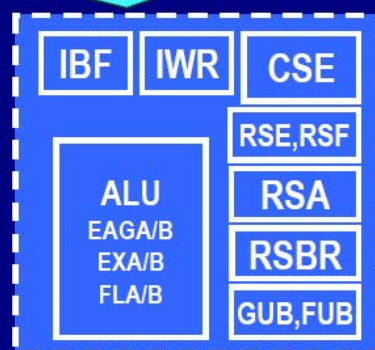 IBF
IWR
CSE
RSE,RSF
ALU
EAGA/B
EXA/B
FLA/B
RSA
RSBR
GUB,FUB